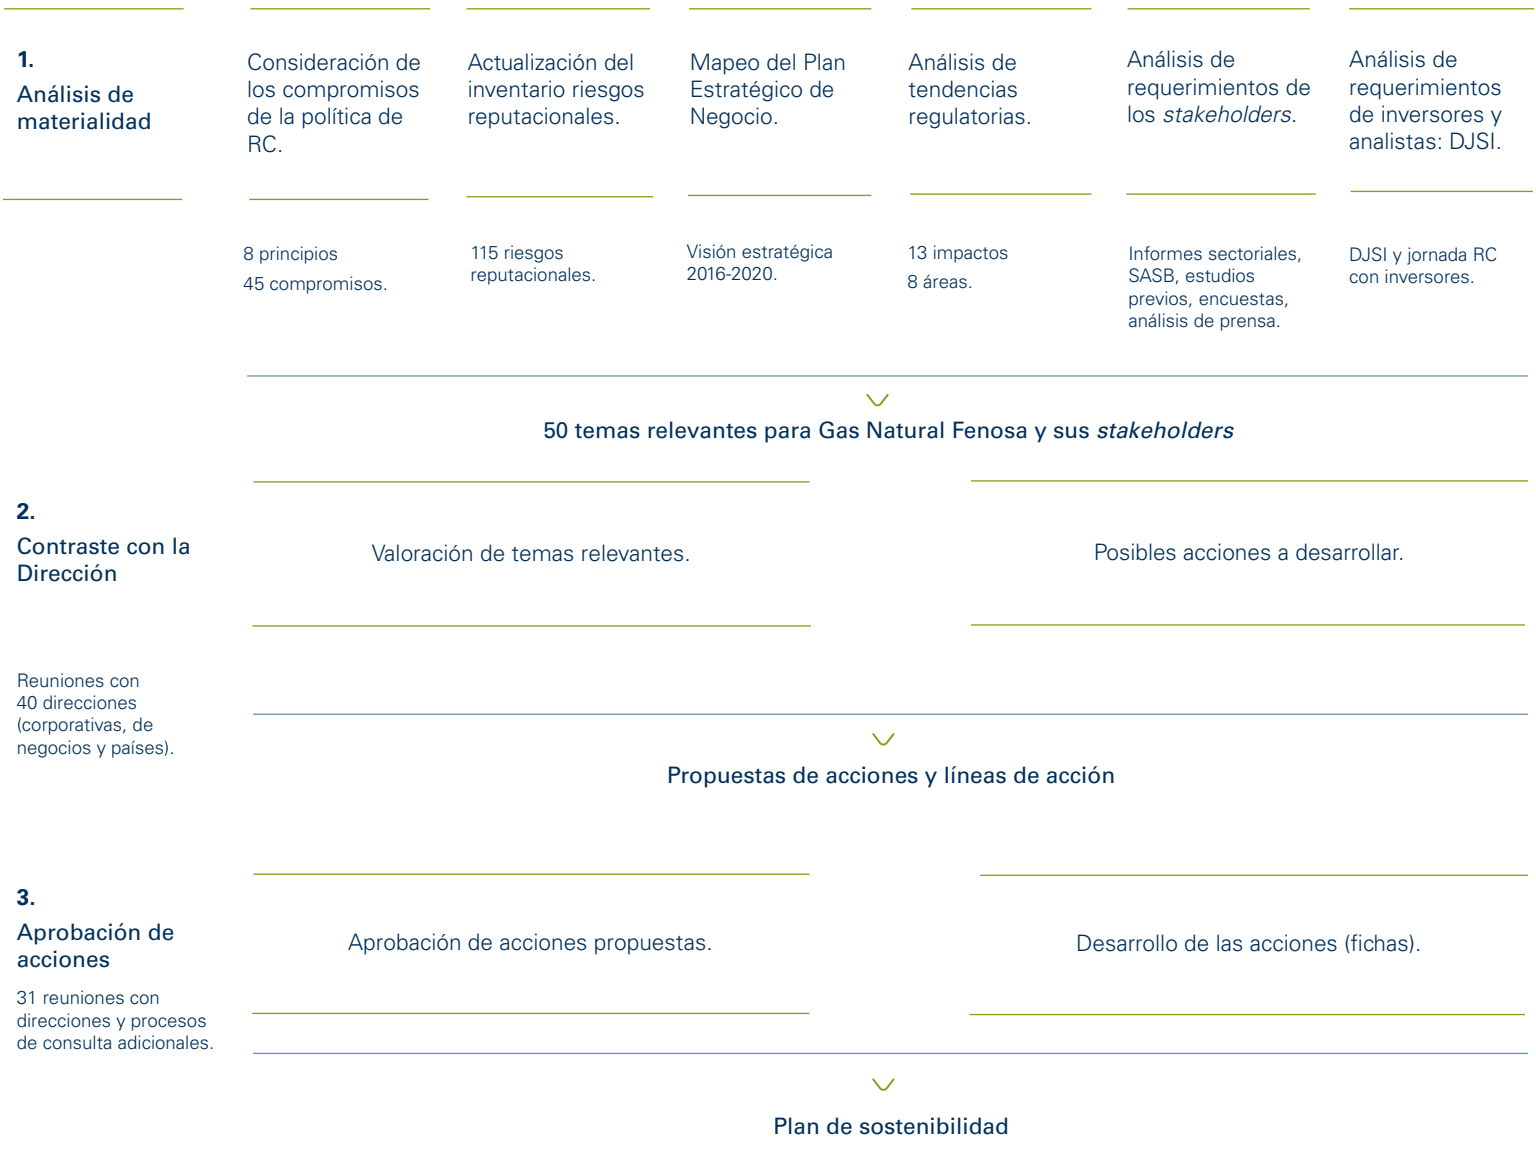 1.
Análisis de
materialidad
Consideración de
los compromisos
de la política de
RC.
Actualización del
inventario riesgos
reputacionales.
Mapeo del Plan
Estratégico de
Negocio.
Análisis de
tendencias
regulatorias.
Análisis de
requerimientos de
los stakeholders.
Análisis de
requerimientos
de inversores y
analistas: DJSI.
8 principios
45 compromisos.
115 riesgos
reputacionales.
Visión estratégica
2016-2020.
13 impactos
8 áreas.
Informes sectoriales,
SASB, estudios
previos, encuestas,
análisis de prensa.
DJSI y jornada RC
con inversores.
50 temas relevantes para Gas Natural Fenosa y sus stakeholders
2.
Contraste con la
Dirección
Valoración de temas relevantes.
Posibles acciones a desarrollar.
Reuniones con
40 direcciones
(corporativas, de
negocios y países).
Propuestas de acciones y líneas de acción
3.
Aprobación de
acciones
31 reuniones con
direcciones y procesos
de consulta adicionales.
Aprobación de acciones propuestas.
Desarrollo de las acciones (fichas).
Plan de sostenibilidad